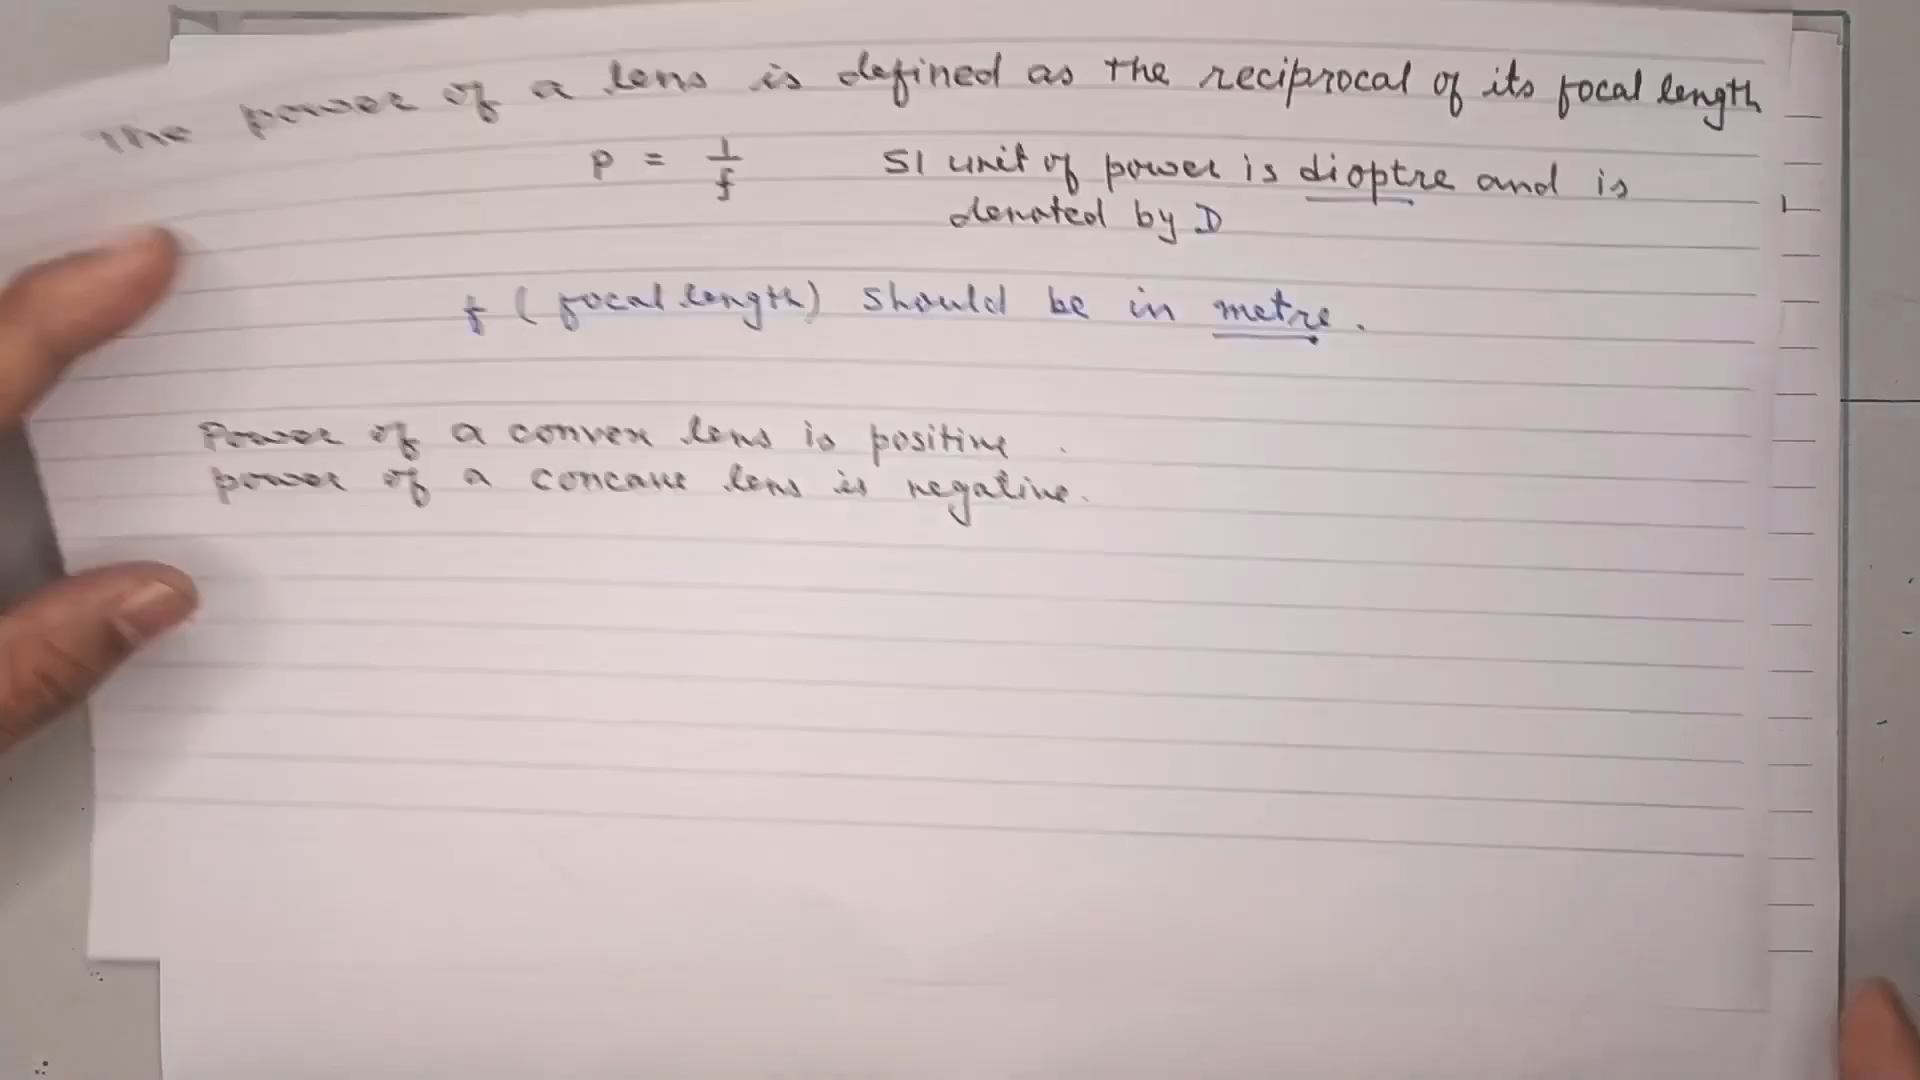 The power of a lens is defined as the reciprocal of its focal length
P = 1/f SI unit of power is dioptre and is
denoted by D
f (focal length) should be in metre.
Power of a convex lens is positive.
power of a concave lens is negative.